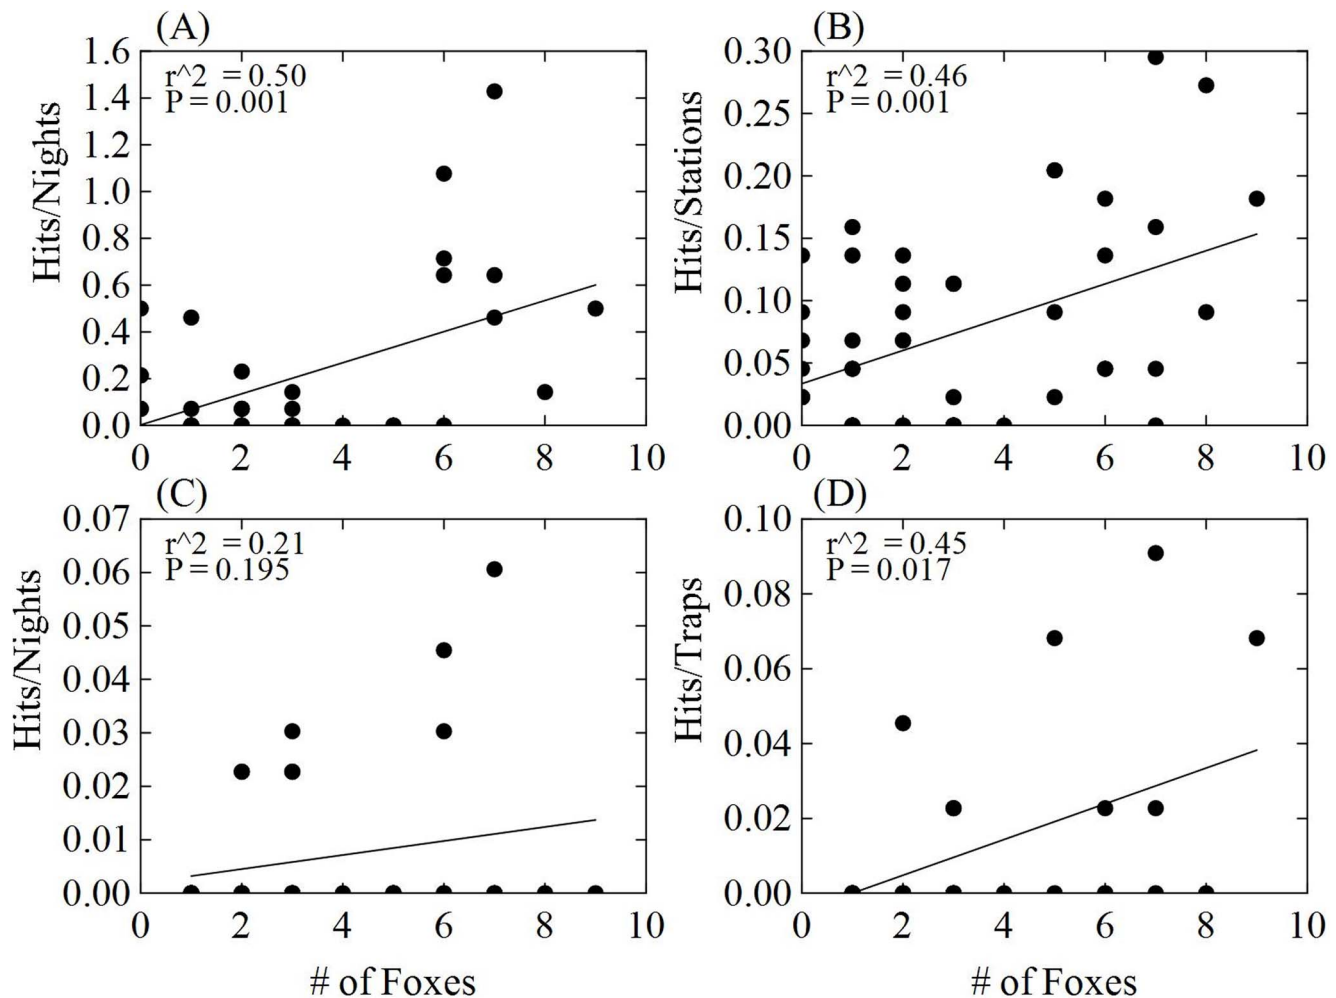 (A)
r^2 = 0.50
P = 0.001
Hits/Nights
1.6
1.4
1.2
1.0
0.8
0.6
0.4
0.2
0.0
0 2 4 6 8 10
(B)
r^2 = 0.46
P = 0.001
Hits/Stations
0.30
0.25
0.20
0.15
0.10
0.05
0.00
0 2 4 6 8 10
(C)
r^2 = 0.21
P = 0.195
Hits/Nights
0.07
0.06
0.05
0.04
0.03
0.02
0.01
0.00
0 2 4 6 8 10
# of Foxes
(D)
r^2 = 0.45
P = 0.017
Hits/Traps
0.10
0.08
0.06
0.04
0.02
0.00
0 2 4 6 8 10
# of Foxes